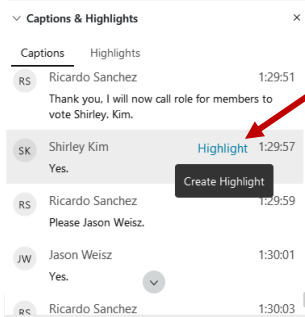 Captions & Highlights ×
Captions Highlights
RS Ricardo Sanchez 1:29:51
Thank you, I will now call role for members to
vote Shirley. Kim.
SK Shirley Kim Highlight 1:29:57
Yes.
Create Highlight
RS Ricardo Sanchez 1:29:59
Please Jason Weisz.
JW Jason Weisz 1:30:01
Yes.
RS Ricardo Sanchez 1:30:03